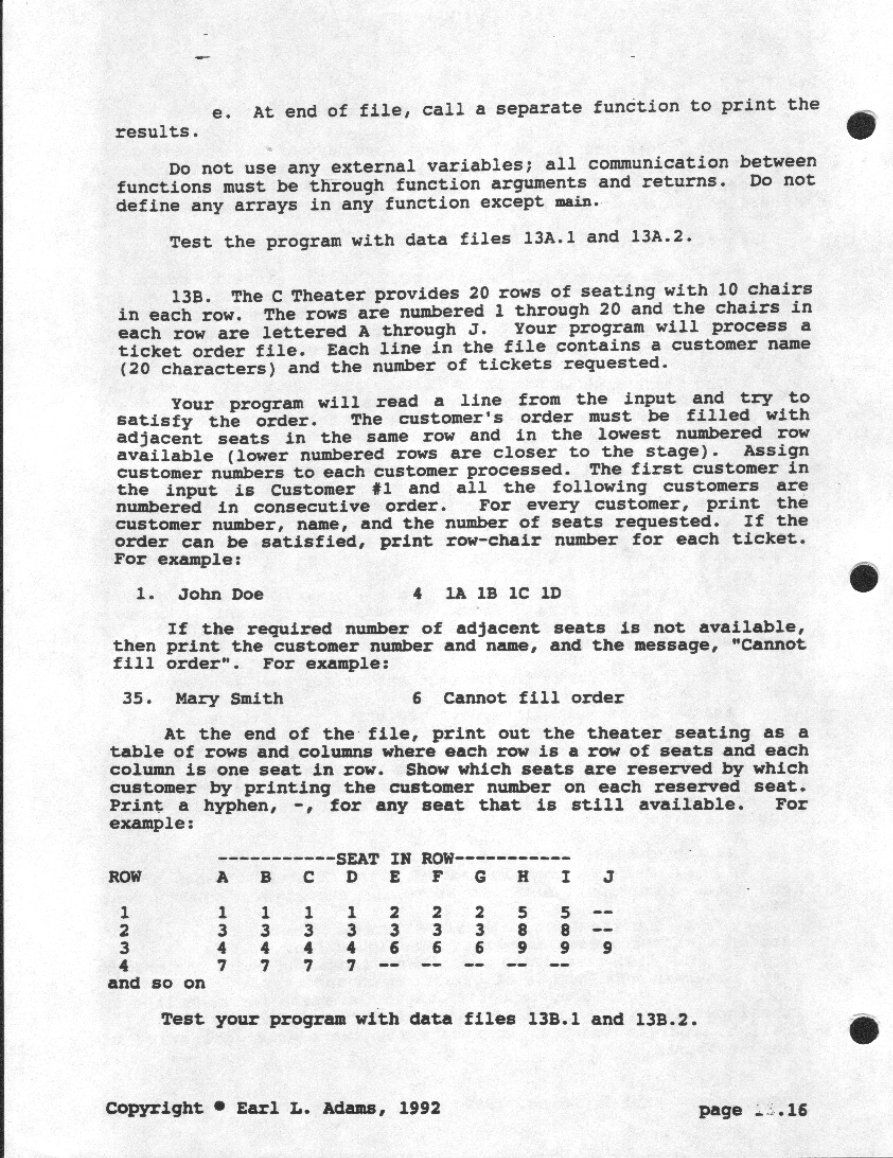 e. At end of file, call a separate function to print the
results.
Do not use any external variables; all communication between
functions must be through function arguments and returns. Do not
define any arrays in any function except main.
Test the program with data files 13A.1 and 13A.2.
13B. The C Theater provides 20 rows of seating with 10 chairs
in each row. The rows are numbered 1 through 20 and the chairs in
each row are lettered A through J. Your program will process a
ticket order file. Each line in the file contains a customer name
(20 characters) and the number of tickets requested.
Your program will read a line from the input and try to
satisfy the order. The customer's order must be filled with
adjacent seats in the same row and in the lowest numbered row
available (lower numbered rows are closer to the stage). Assign
customer numbers to each customer processed. The first customer in
the input is Customer #1 and all the following customers are
numbered in consecutive order. For every customer, print the
customer number, name, and the number of seats requested. If the
order can be satisfied, print row-chair number for each ticket.
For example:
1. John Doe 4 1A 1B 1C 1D
If the required number of adjacent seats is not available,
then print the customer number and name, and the message, "Cannot
fill order". For example:
35. Mary Smith 6 Cannot fill order
At the end of the file, print out the theater seating as a
table of rows and columns where each row is a row of seats and each
column is one seat in row. Show which seats are reserved by which
customer by printing the customer number on each reserved seat.
Print a hyphen, -, for any seat that is still available. For
example:
-----------SEAT IN ROW-----------
ROW A B C D E F G H I J
1 1 1 1 1 2 2 2 5 5 --
2 3 3 3 3 3 3 3 8 8 --
3 4 4 4 4 6 6 6 9 9 9
4 7 7 7 7 -- -- -- -- --
and so on
Test your program with data files 13B.1 and 13B.2.
Copyright • Earl L. Adams, 1992 page .16